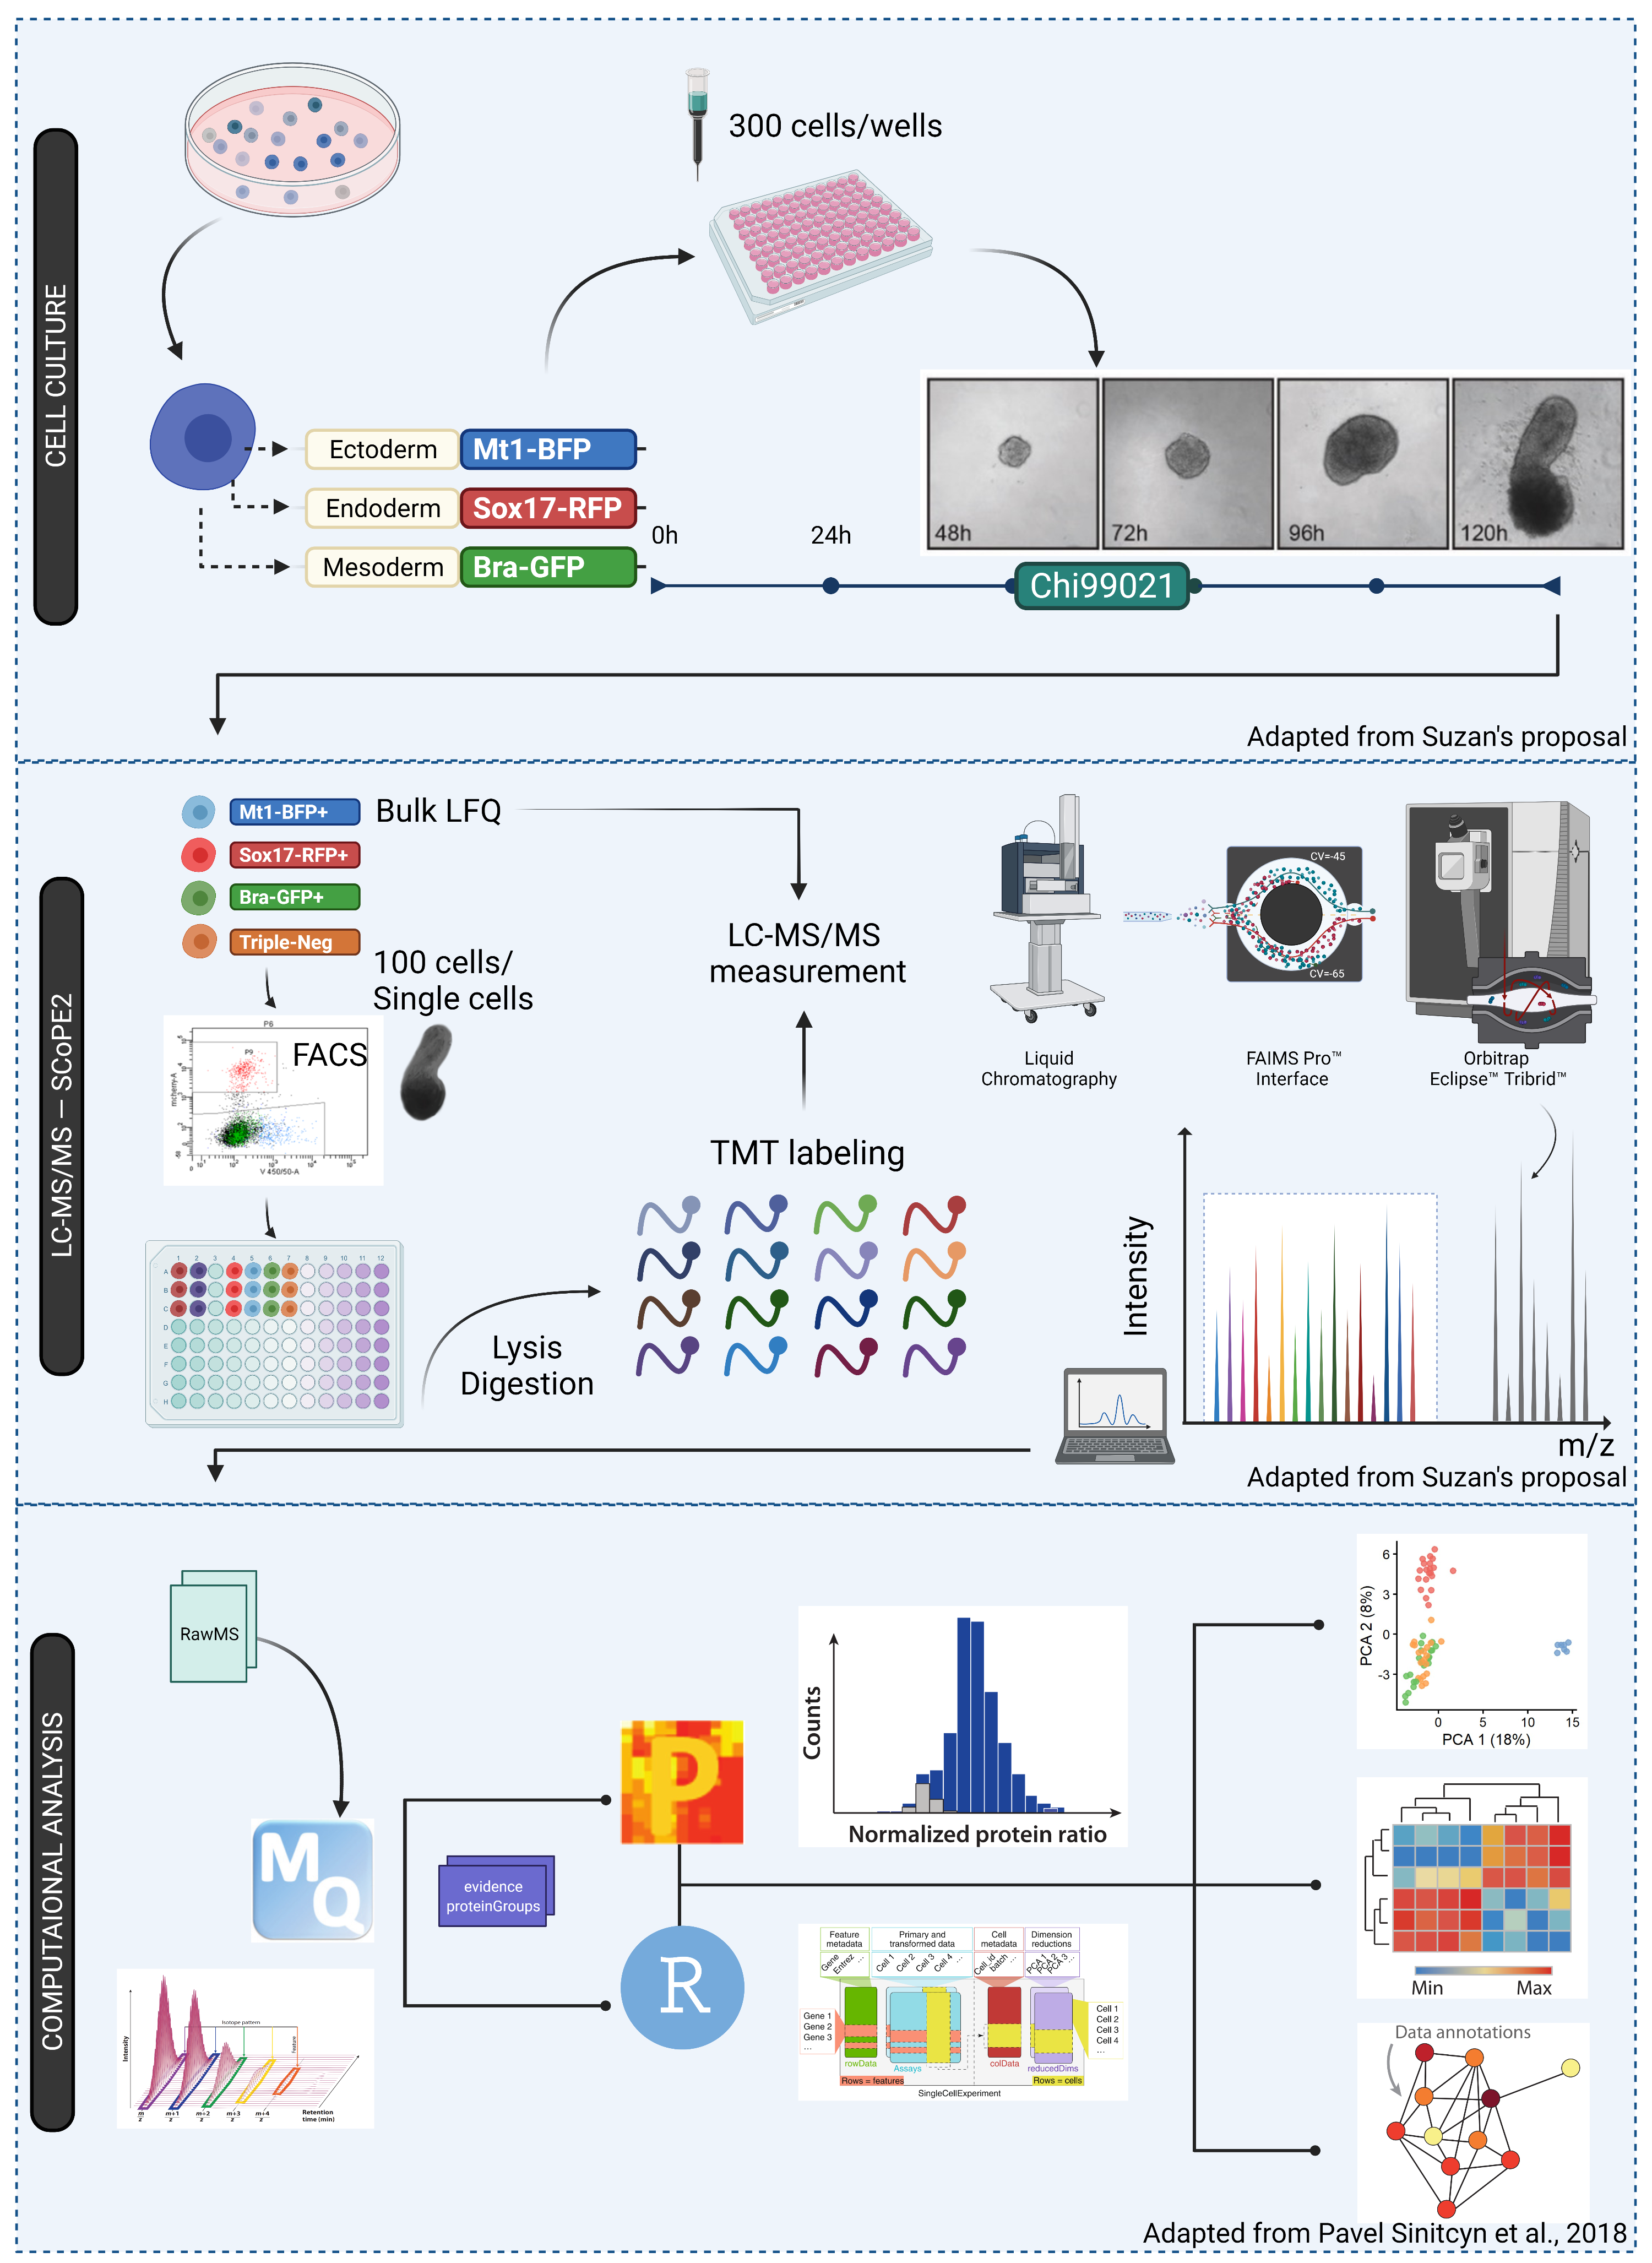 CELL CULTURE
300 cells/wells
Ectoderm
Mt1-BFP
Endoderm
Sox17-RFP
Mesoderm
Bra-GFP
0h
24h
48h
72h
96h
120h
Chi99021
Adapted from Suzan's proposal
LC-MS/MS – SCoPE2
Mt1-BFP+
Sox17-RFP+
Bra-GFP+
Triple-Neg
Bulk LFQ
100 cells/
Single cells
P6
P9
FACS
mcherry-A
V 450/50-A
1 2 3 4 5 6 7 8 9 10 11 12
A
B
C
D
E
F
G
H
Lysis
Digestion
TMT labeling
LC-MS/MS
measurement
CV=-45
CV=-65
Liquid
Chromatography
FAIMS Pro™
Interface
Orbitrap
Eclipse™ Tribrid™
Intensity
m/z
Adapted from Suzan's proposal
COMPUTAIONAL ANALYSIS
RawMS
M
Q
Intensity
Isotope pattern
Feature
m/z
m+1/z
m+2/z
m+3/z
m+4/z
Retention
time (min)
evidence
proteinGroups
P
R
Counts
Normalized protein ratio
Feature
metadata
Primary and
transformed data
Cell
metadata
Dimension
reductions
Gene
Entrez
...
Cell 1
Cell 2
Cell 3
Cell 4
...
Cell_id
batch
...
PCA 1
PCA 2
PCA 3
...
Gene 1
Gene 2
Gene 3
...
Cell 1
Cell 2
Cell 3
Cell 4
...
rowData
Assays
colData
reducedDims
Rows = features
Rows = cells
SingleCellExperiment
PCA 2 (8%)
6
3
0
-3
0 5 10 15
PCA 1 (18%)
Min
Max
Data annotations
Adapted from Pavel Sinitcyn et al., 2018